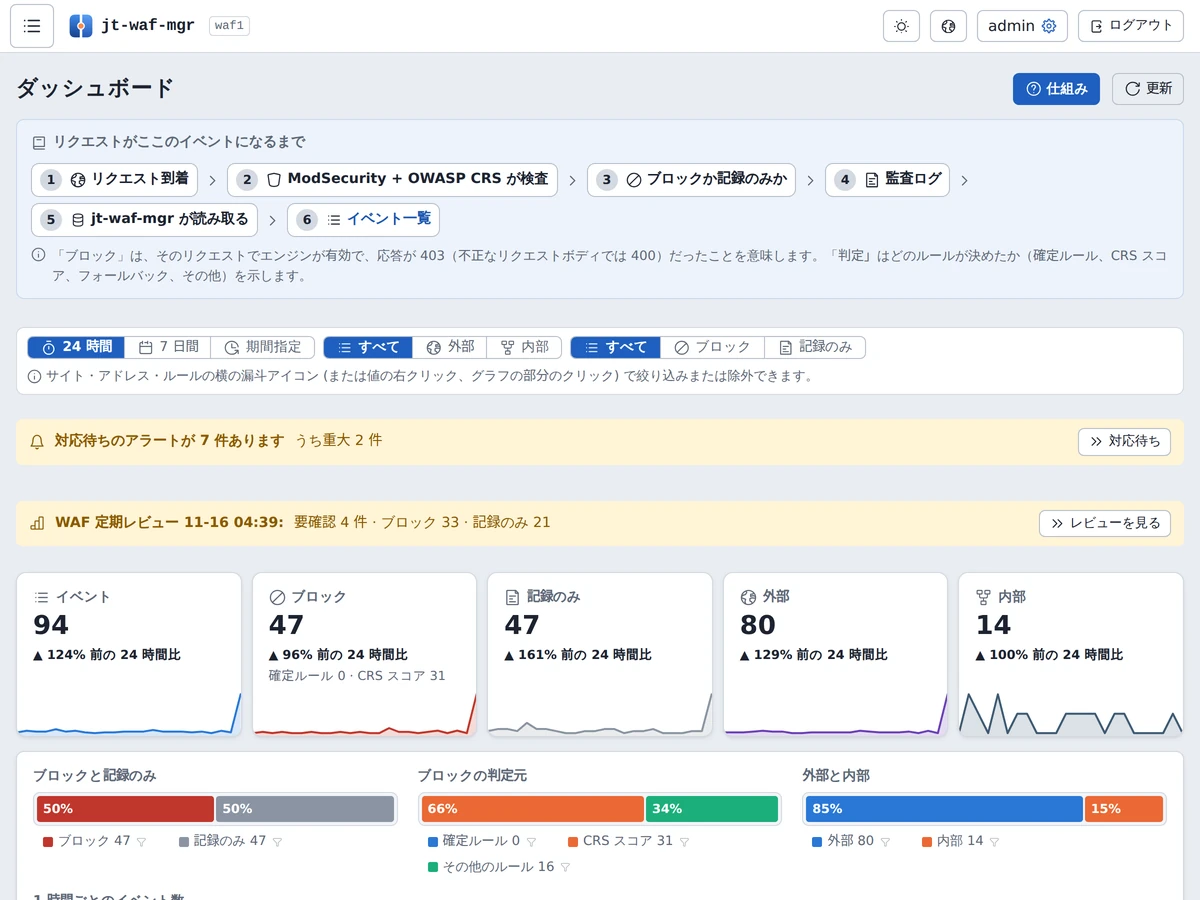 jt-waf-mgr waf1 admin ログアウト
ダッシュボード 仕組み 更新
リクエストがここのイベントになるまで
1 リクエスト到着 2 ModSecurity + OWASP CRS が検査 3 ブロックか記録のみか 4 監査ログ
5 jt-waf-mgr が読み取る 6 イベント一覧
「ブロック」は、そのリクエストでエンジンが有効で、応答が 403（不正なリクエストボディでは 400）だったことを意味します。「判定」はどのルールが決めたか（確定ルール、CRS スコ
ア、フォールバック、その他）を示します。
24 時間 7 日間 期間指定 すべて 外部 内部 すべて ブロック 記録のみ
サイト・アドレス・ルールの横の漏斗アイコン (または値の右クリック、グラフの部分のクリック) で絞り込みまたは除外できます。
対応待ちのアラートが 7 件あります うち重大 2 件 対応待ち
WAF 定期レビュー 11-16 04:39: 要確認 4 件 · ブロック 33 · 記録のみ 21 レビューを見る
イベント ブロック 記録のみ 外部 内部
94 47 47 80 14
▲ 124% 前の 24 時間比 ▲ 96% 前の 24 時間比 ▲ 161% 前の 24 時間比 ▲ 129% 前の 24 時間比 ▲ 100% 前の 24 時間比
確定ルール 0 · CRS スコア 31
ブロックと記録のみ ブロックの判定元 外部と内部
50% 50% 66% 34% 85% 15%
ブロック 47 記録のみ 47 確定ルール 0 CRS スコア 31 外部 80 内部 14
その他のルール 16
1 時間ごとのイベント数